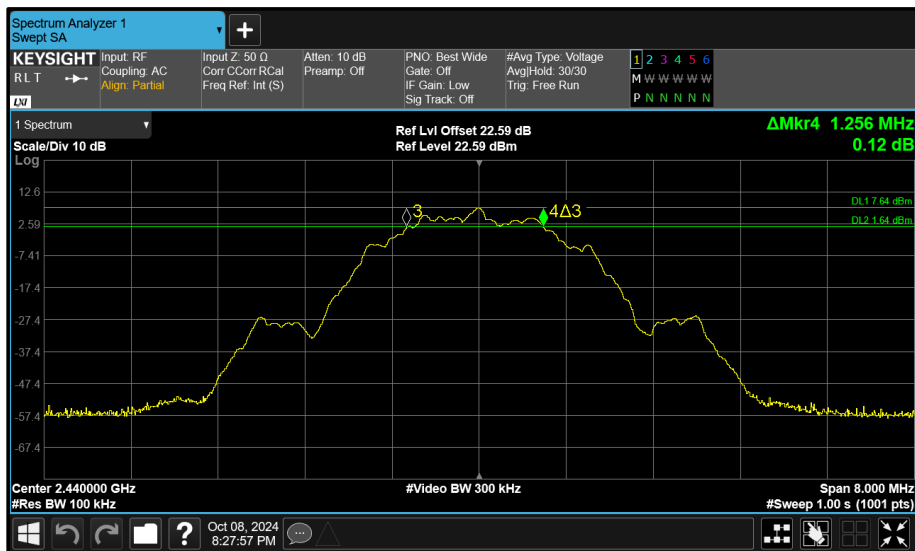 Spectrum Analyzer 1
Swept SA
KEYSIGHT
R L T
LXI
Input: RF
Coupling: AC
Align: Partial
Input Z: 50 Ω
Corr CCorr RCal
Freq Ref: Int (S)
Atten: 10 dB
Preamp: Off
PNO: Best Wide
Gate: Off
IF Gain: Low
Sig Track: Off
#Avg Type: Voltage
Avg|Hold: 30/30
Trig: Free Run
1 2 3 4 5 6
M W W W W W
P N N N N N
1 Spectrum
Scale/Div 10 dB
Ref Lvl Offset 22.59 dB
Ref Level 22.59 dBm
ΔMkr4 1.256 MHz
0.12 dB
Log
12.6
2.59
-7.41
-17.4
-27.4
-37.4
-47.4
-57.4
-67.4
3
4Δ3
DL1 7.64 dBm
DL2 1.64 dBm
Center 2.440000 GHz
#Video BW 300 kHz
Span 8.000 MHz
#Res BW 100 kHz
#Sweep 1.00 s (1001 pts)
?
Oct 08, 2024
8:27:57 PM